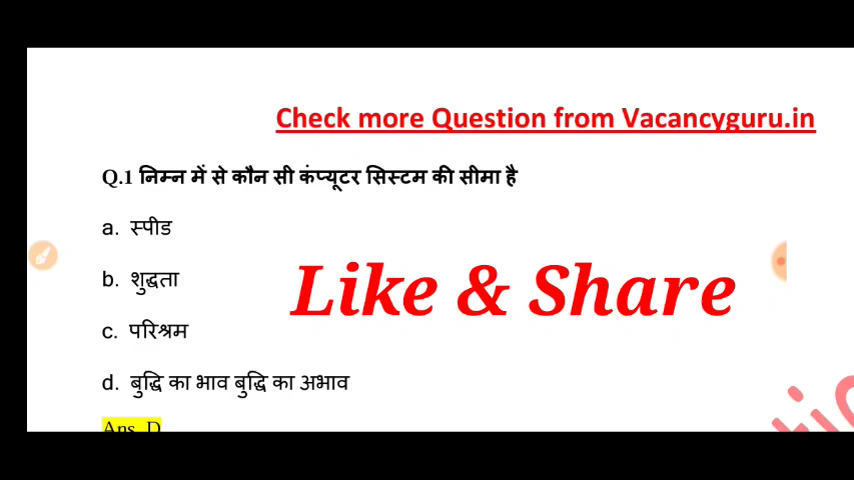 Check more Question from Vacancyguru.in
Q.1 निम्न में से कौन सी कंप्यूटर सिस्टम की सीमा है
a. स्पीड
b. शुद्धता
Like & Share
c. परिश्रम
d. बुद्धि का भाव बुद्धि का अभाव
Ans. D